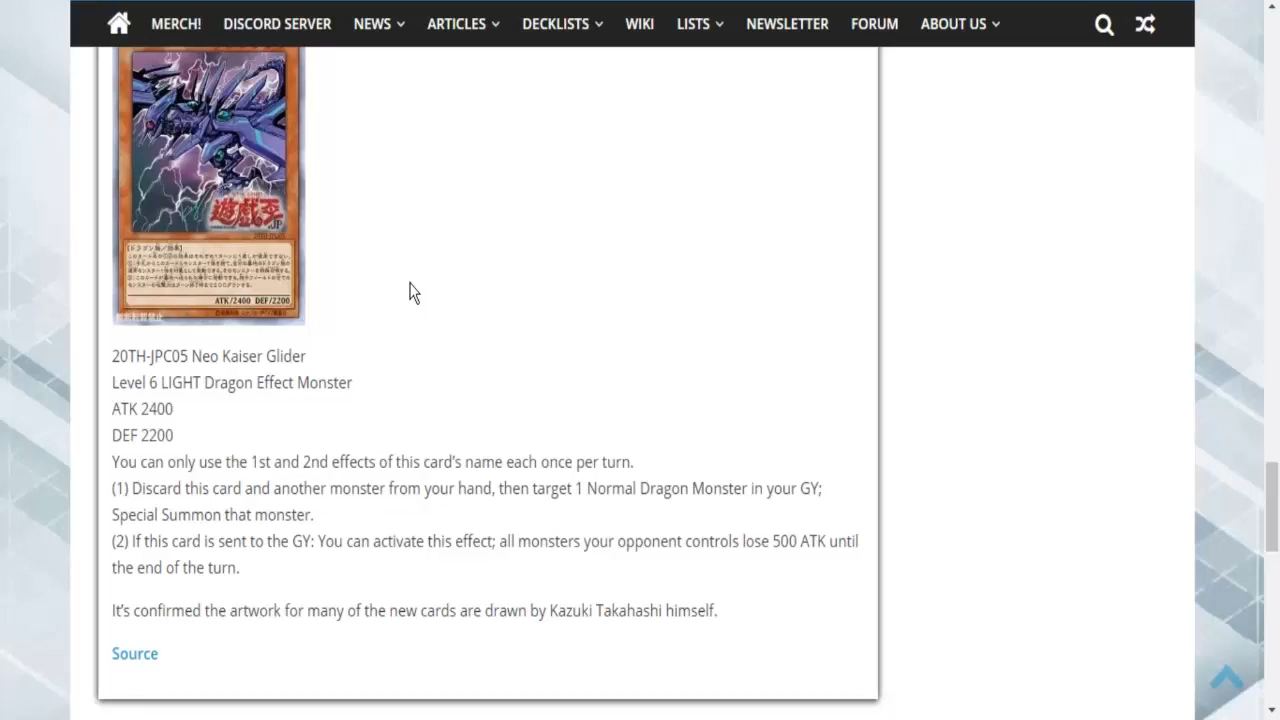 MERCH!
DISCORD SERVER
NEWS
ARTICLES
DECKLISTS
WIKI
LISTS
NEWSLETTER
FORUM
ABOUT US
遊戯王
.JP
ATK/2400 DEF/2200
20TH-JPC05 Neo Kaiser Glider
Level 6 LIGHT Dragon Effect Monster
ATK 2400
DEF 2200
You can only use the 1st and 2nd effects of this card’s name each once per turn.
(1) Discard this card and another monster from your hand, then target 1 Normal Dragon Monster in your GY;
Special Summon that monster.
(2) If this card is sent to the GY: You can activate this effect; all monsters your opponent controls lose 500 ATK until
the end of the turn.
It’s confirmed the artwork for many of the new cards are drawn by Kazuki Takahashi himself.
Source